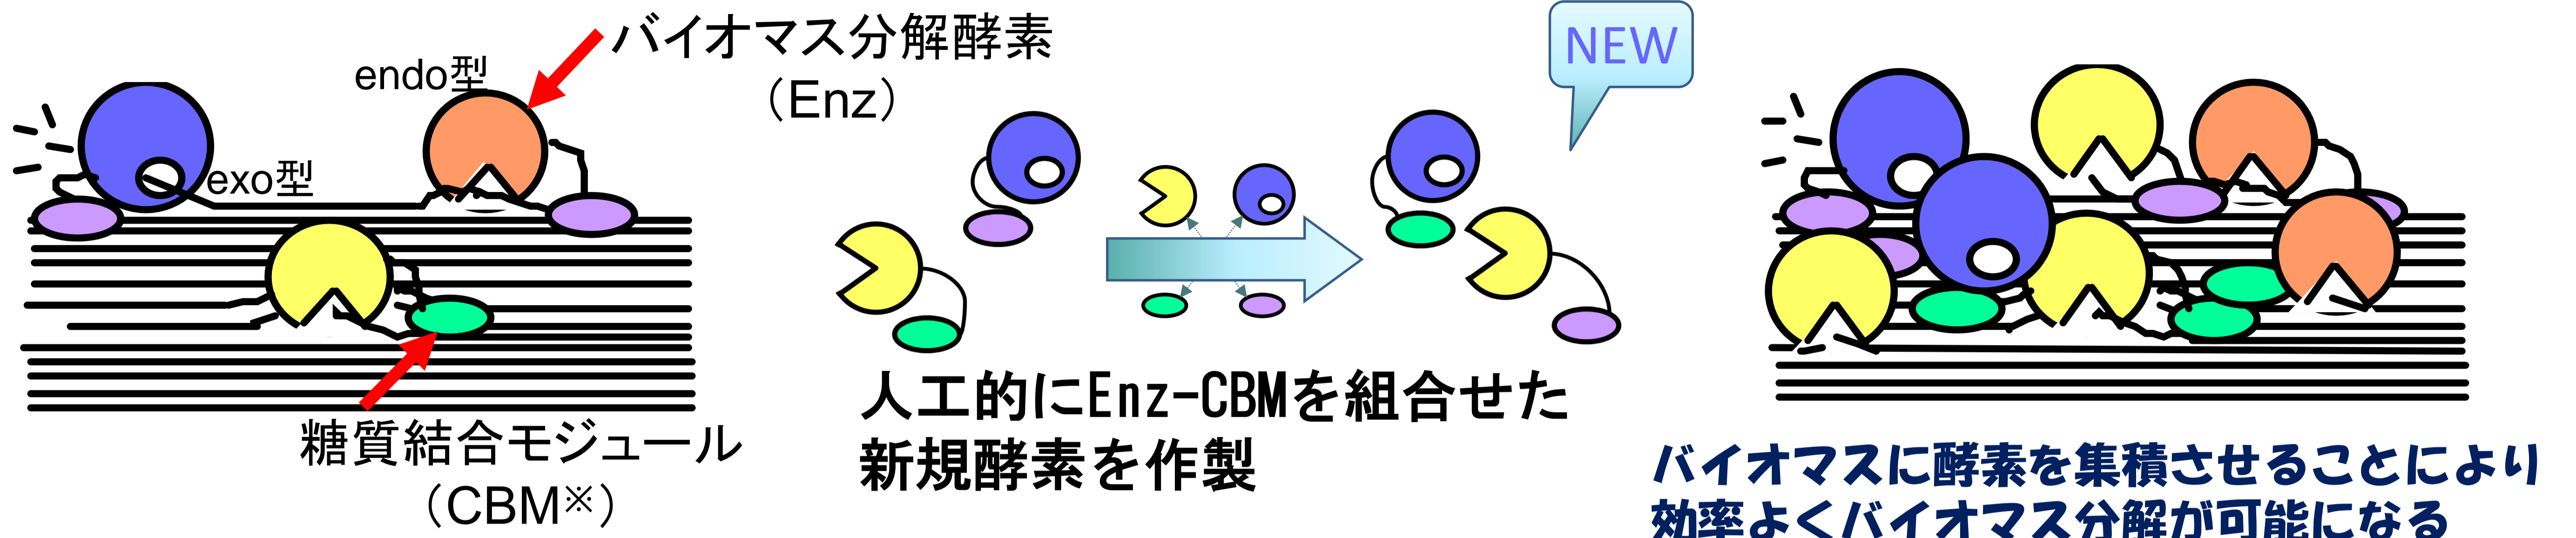 バイオマス分解酵素
（Enz）
endo型
exo型
糖質結合モジュール
（CBM※）
NEW
人工的にEnz-CBMを組合せた
新規酵素を作製
バイオマスに酵素を集積させることにより
効率よくバイオマス分解が可能になる